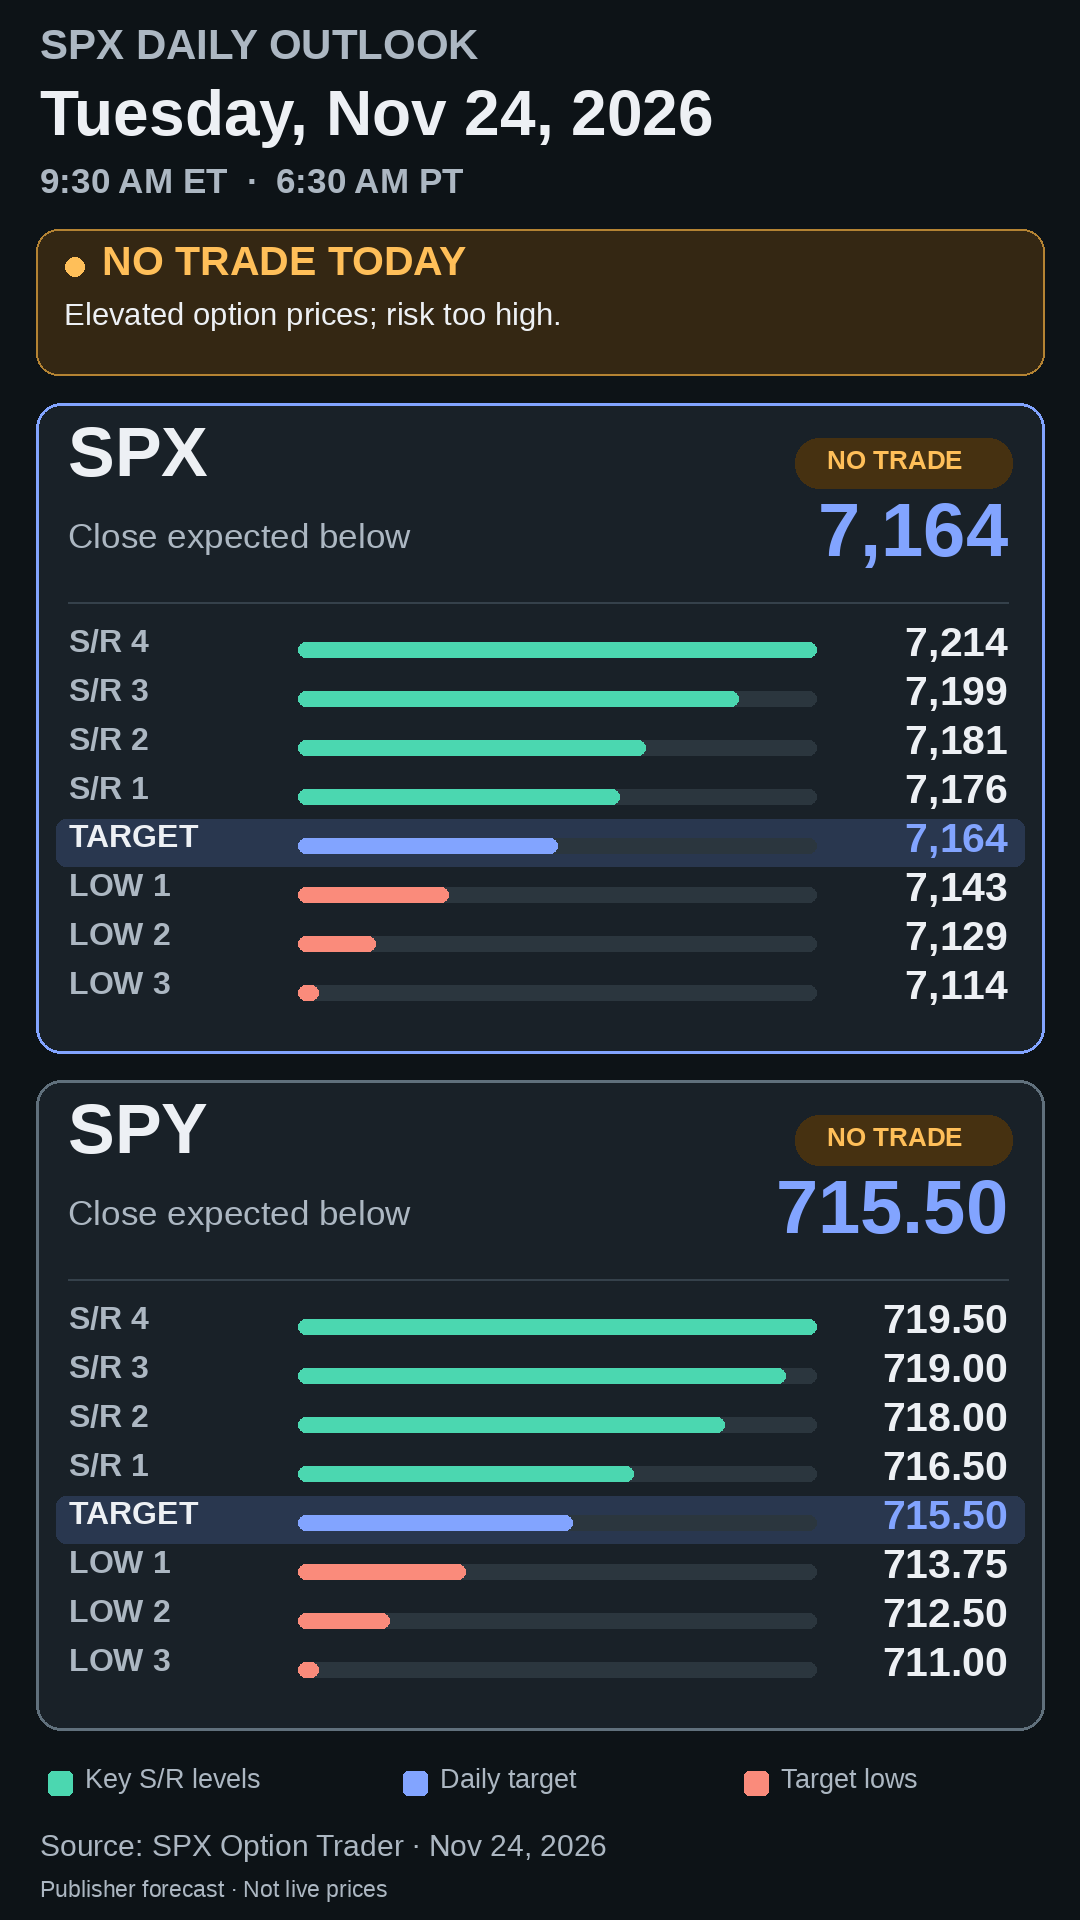 SPX DAILY OUTLOOK
Tuesday, Nov 24, 2026
9:30 AM ET · 6:30 AM PT
NO TRADE TODAY
Elevated option prices; risk too high.
SPX
NO TRADE
Close expected below 7,164
S/R 4 7,214
S/R 3 7,199
S/R 2 7,181
S/R 1 7,176
TARGET 7,164
LOW 1 7,143
LOW 2 7,129
LOW 3 7,114
SPY
NO TRADE
Close expected below 715.50
S/R 4 719.50
S/R 3 719.00
S/R 2 718.00
S/R 1 716.50
TARGET 715.50
LOW 1 713.75
LOW 2 712.50
LOW 3 711.00
Key S/R levels Daily target Target lows
Source: SPX Option Trader · Nov 24, 2026
Publisher forecast · Not live prices